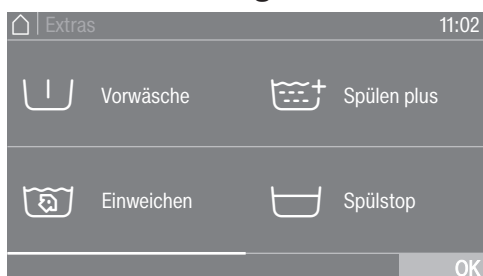 Extras 11:02
Vorwäsche Spülen plus
Einweichen Spülstop
OK